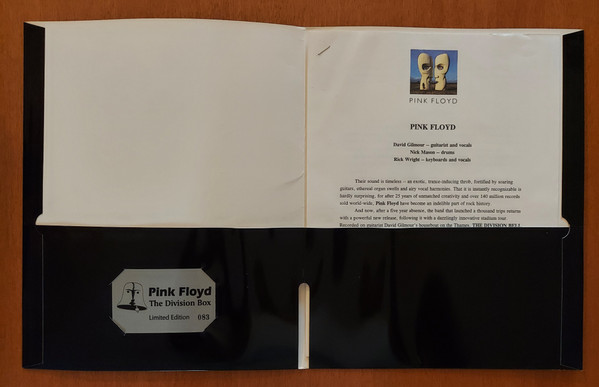 PINK FLOYD
PINK FLOYD
David Gilmour – guitarist and vocals
Nick Mason – drums
Rick Wright – keyboards and vocals
Their sound is timeless – an exotic, trance-inducing throb, fortified by soaring
guitars, ethereal organ swells and airy vocal harmonies. That it is instantly recognizable is
hardly surprising, for after 25 years of unmatched creativity and over 140 million records
sold world-wide, Pink Floyd have become an indelible part of rock history.
And now, after a five year absence, the band that launched a thousand trips returns
with a powerful new release, following it with a dazzlingly innovative stadium tour.
Recorded on guitarist David Gilmour's houseboat on the Thames, THE DIVISION BELL
Pink Floyd
The Division Box
Limited Edition 083